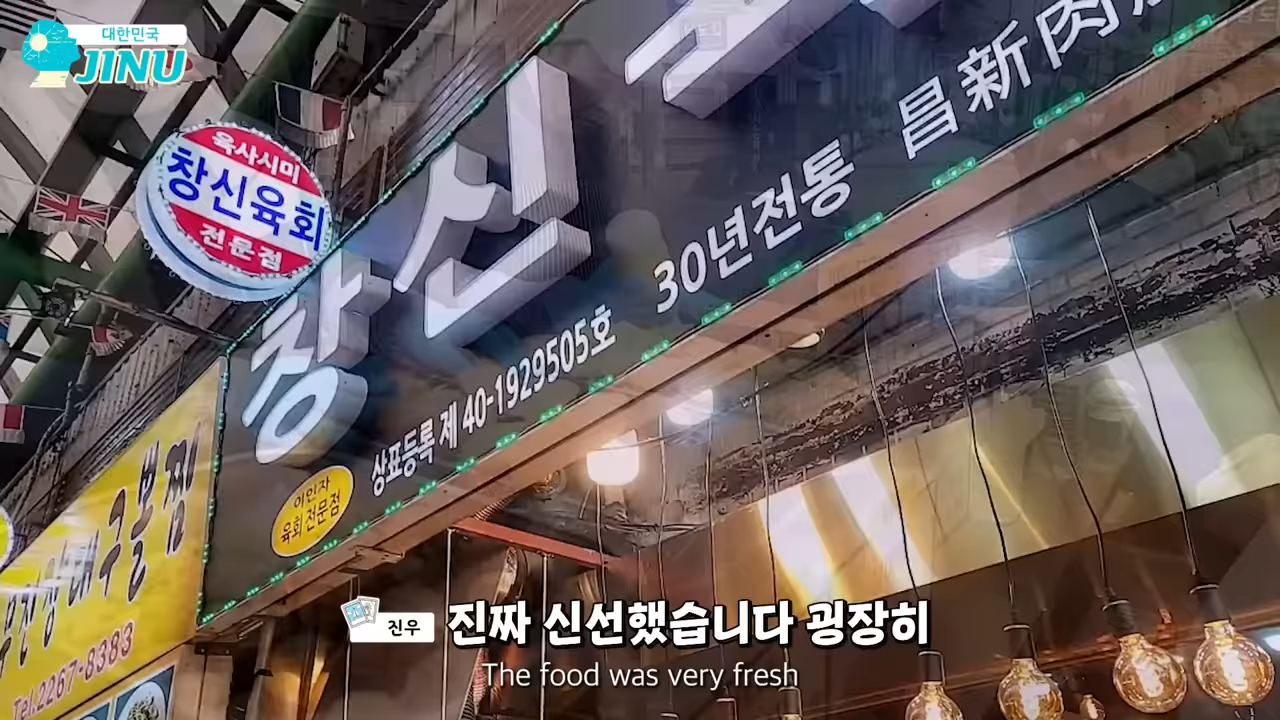 대한민국
JINU
육사시미
창신육회
전문점
창신
昌新肉
30년전통
상표등록 제 40-1929505호
이인자
육회 전문점
대구뽈찜
Tel.2267-8383
진우
진짜 신선했습니다 굉장히
The food was very fresh